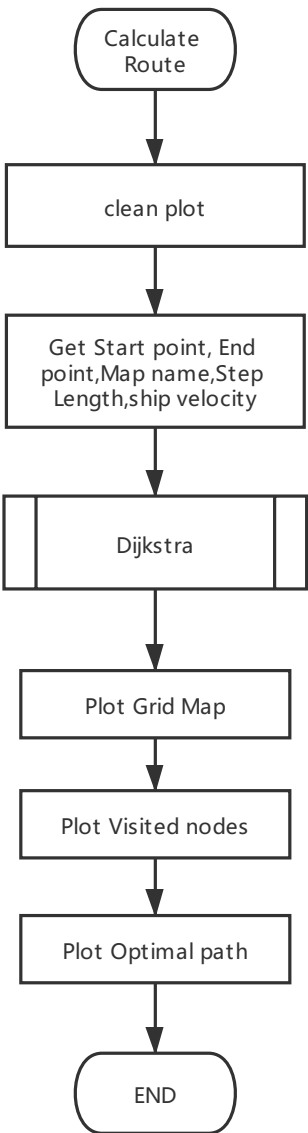 Calculate
Route
clean plot
Get Start point, End
point,Map name,Step
Length,ship velocity
Dijkstra
Plot Grid Map
Plot Visited nodes
Plot Optimal path
END